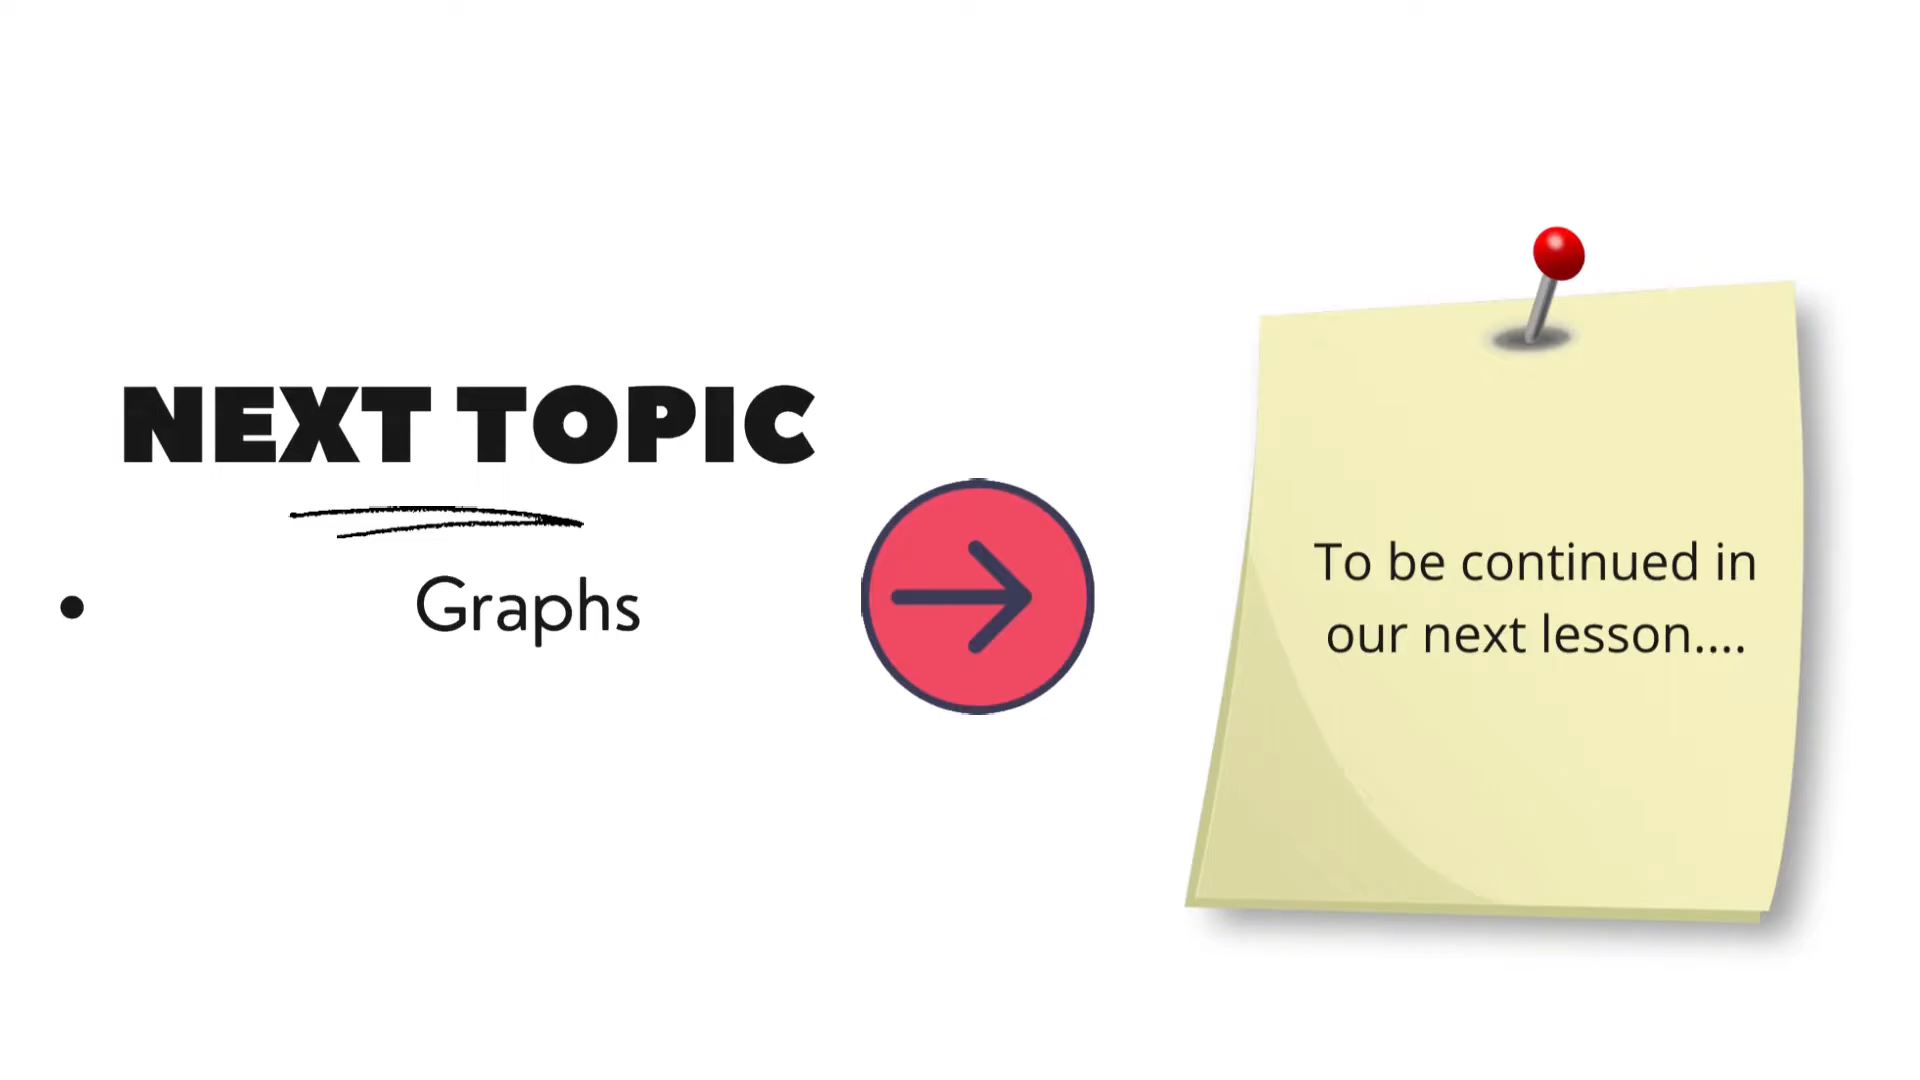 NEXT TOPIC
• Graphs
To be continued in
our next lesson....